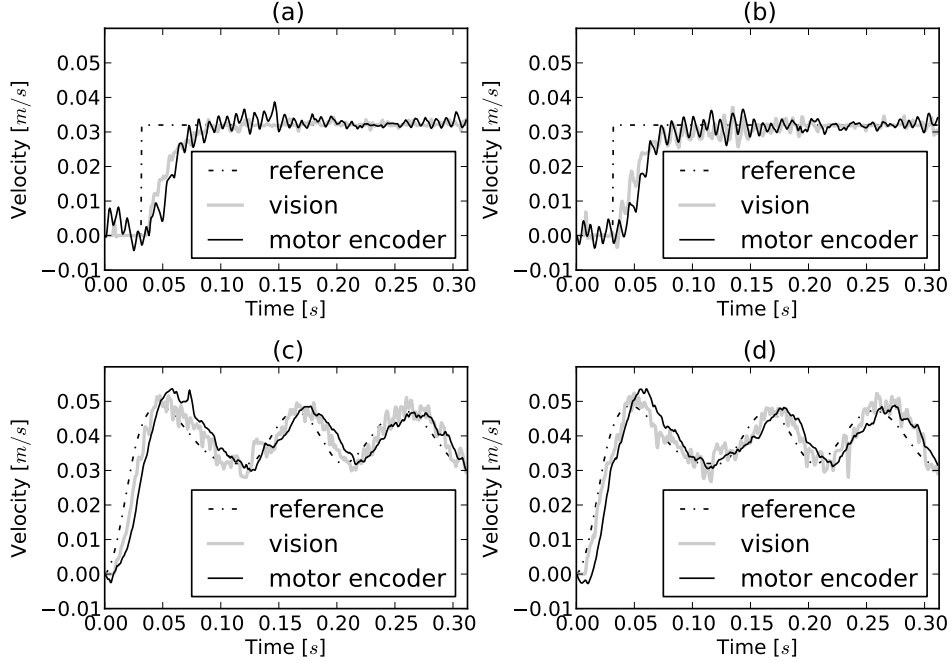 (a)
Velocity [m/s]
0.05
0.04
0.03
0.02
0.01
0.00
−0.01
reference
vision
motor encoder
0.00 0.05 0.10 0.15 0.20 0.25 0.30
Time [s]
(b)
Velocity [m/s]
0.05
0.04
0.03
0.02
0.01
0.00
−0.01
reference
vision
motor encoder
0.00 0.05 0.10 0.15 0.20 0.25 0.30
Time [s]
(c)
Velocity [m/s]
0.05
0.04
0.03
0.02
0.01
0.00
−0.01
reference
vision
motor encoder
0.00 0.05 0.10 0.15 0.20 0.25 0.30
Time [s]
(d)
Velocity [m/s]
0.05
0.04
0.03
0.02
0.01
0.00
−0.01
reference
vision
motor encoder
0.00 0.05 0.10 0.15 0.20 0.25 0.30
Time [s]